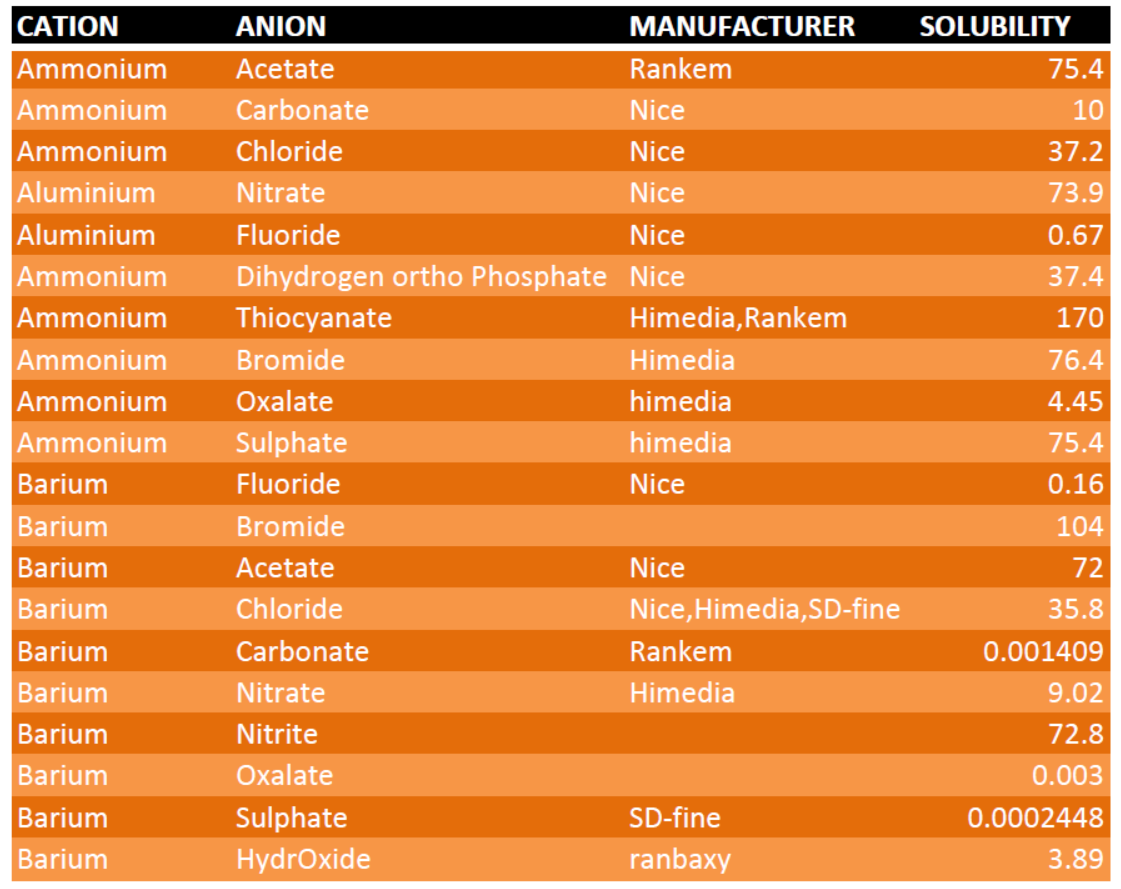 CATION ANION MANUFACTURER SOLUBILITY
Ammonium Acetate Rankem 75.4
Ammonium Carbonate Nice 10
Ammonium Chloride Nice 37.2
Aluminium Nitrate Nice 73.9
Aluminium Fluoride Nice 0.67
Ammonium Dihydrogen ortho Phosphate Nice 37.4
Ammonium Thiocyanate Himedia,Rankem 170
Ammonium Bromide Himedia 76.4
Ammonium Oxalate himedia 4.45
Ammonium Sulphate himedia 75.4
Barium Fluoride Nice 0.16
Barium Bromide 104
Barium Acetate Nice 72
Barium Chloride Nice,Himedia,SD-fine 35.8
Barium Carbonate Rankem 0.001409
Barium Nitrate Himedia 9.02
Barium Nitrite 72.8
Barium Oxalate 0.003
Barium Sulphate SD-fine 0.0002448
Barium HydrOxide ranbaxy 3.89